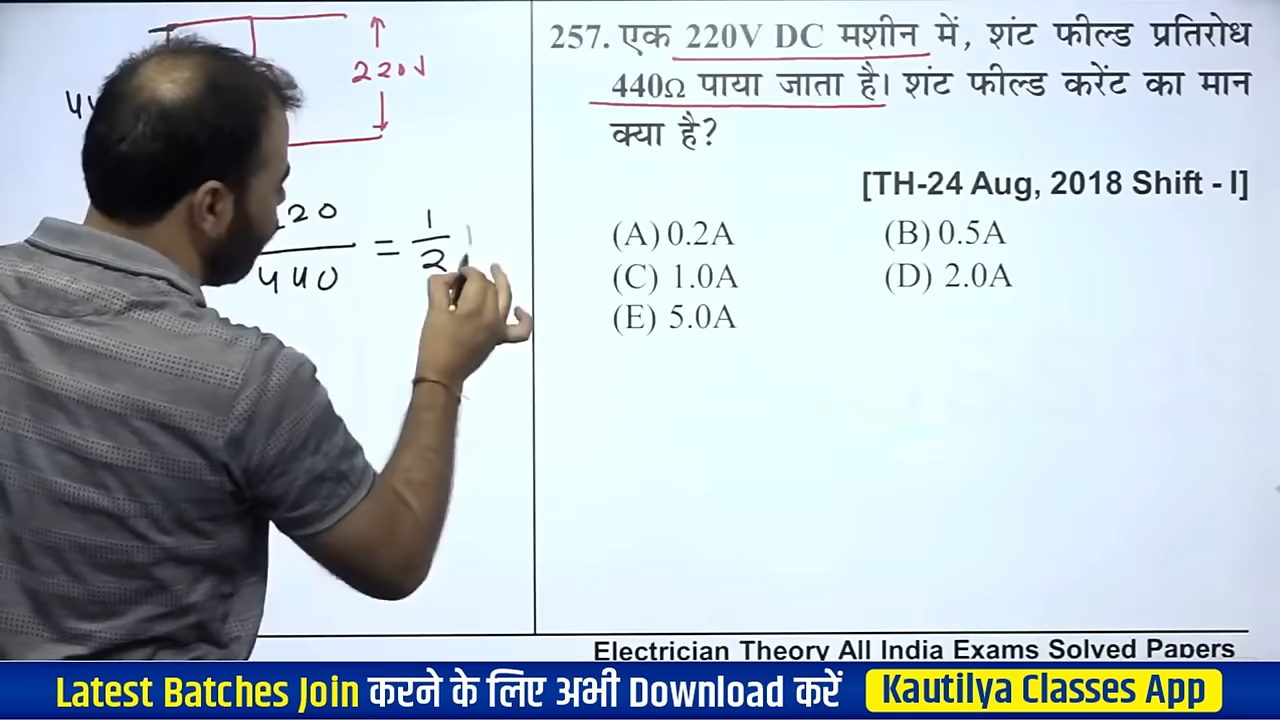 220V
257. एक 220V DC मशीन में, शंट फील्ड प्रतिरोध
440Ω पाया जाता है। शंट फील्ड करेंट का मान
क्या है?
[TH-24 Aug, 2018 Shift - I]
(A) 0.2A (B) 0.5A
(C) 1.0A (D) 2.0A
(E) 5.0A
220
440
= 1
2
Electrician Theory All India Exams Solved Papers
Latest Batches Join करने के लिए अभी Download करें Kautilya Classes App